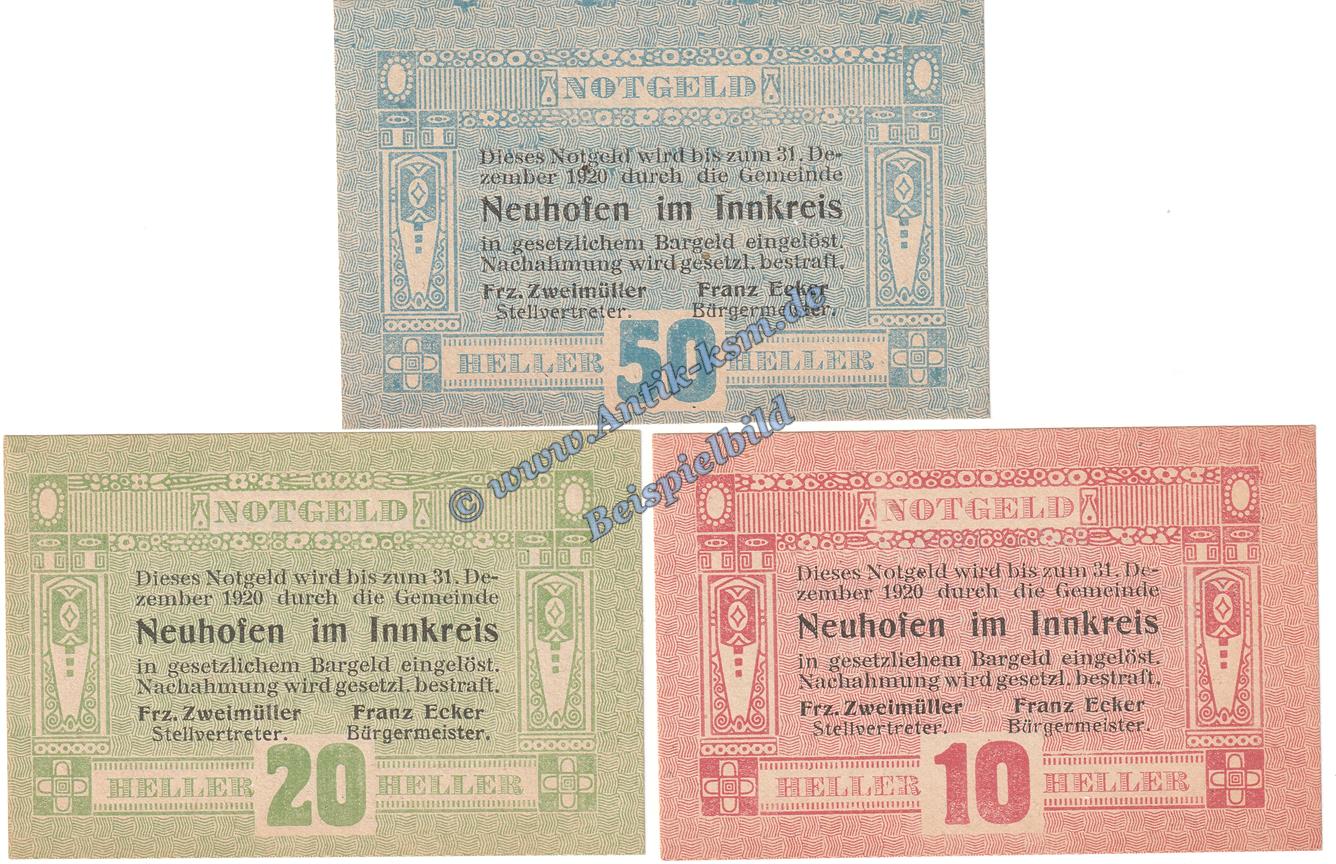 NOTGELD
Dieses Notgeld wird bis zum 31. De-
zember 1920 durch die Gemeinde
Neuhofen im Innkreis
in gesetzlichem Bargeld eingelöst.
Nachahmung wird gesetzl. bestraft.
Frz. Zweimüller Franz Ecker
Stellvertreter. Bürgermeister.
HELLER 50 HELLER
© www.Antik-ksm.de
Beispielbild
NOTGELD
Dieses Notgeld wird bis zum 31. De-
zember 1920 durch die Gemeinde
Neuhofen im Innkreis
in gesetzlichem Bargeld eingelöst.
Nachahmung wird gesetzl. bestraft.
Frz. Zweimüller Franz Ecker
Stellvertreter. Bürgermeister.
HELLER 20 HELLER
NOTGELD
Dieses Notgeld wird bis zum 31. De-
zember 1920 durch die Gemeinde
Neuhofen im Innkreis
in gesetzlichem Bargeld eingelöst.
Nachahmung wird gesetzl. bestraft.
Frz. Zweimüller Franz Ecker
Stellvertreter. Bürgermeister.
HELLER 10 HELLER